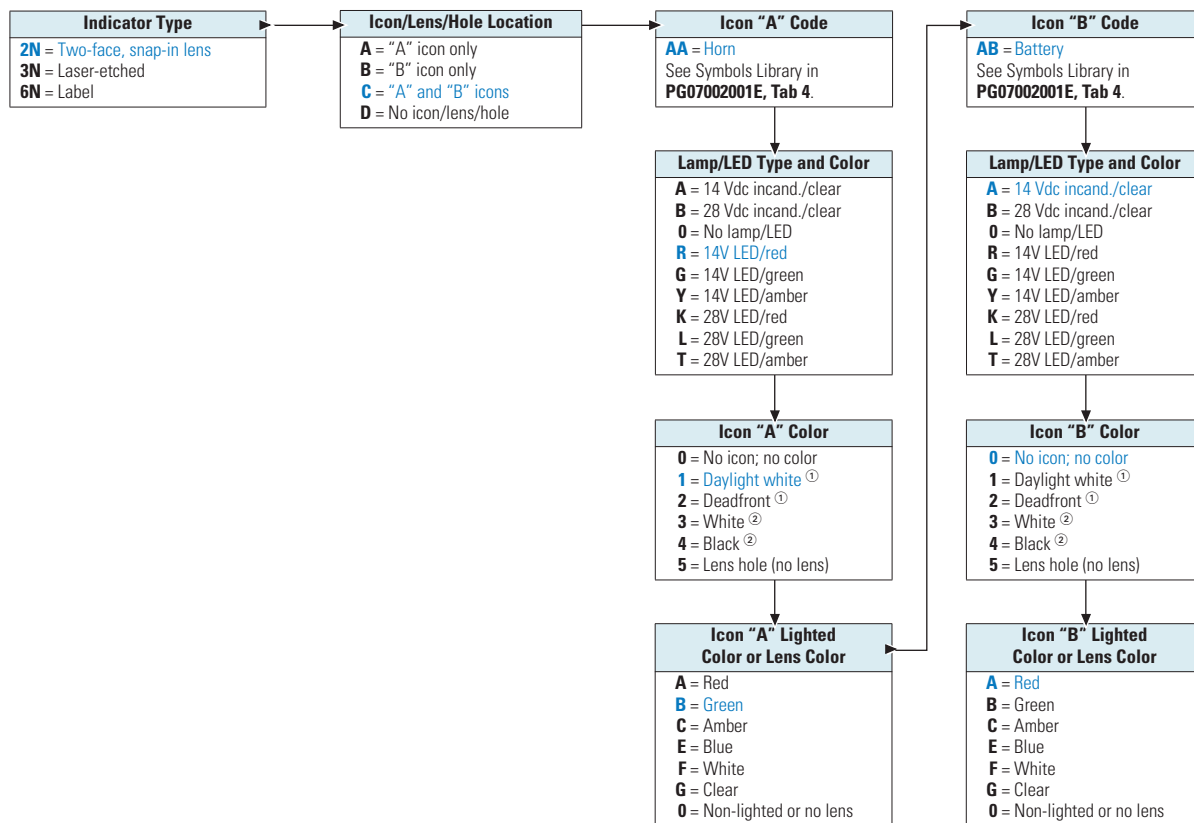 Indicator Type
2N = Two-face, snap-in lens
3N = Laser-etched
6N = Label
Icon/Lens/Hole Location
A = “A” icon only
B = “B” icon only
C = “A” and “B” icons
D = No icon/lens/hole
Icon “A” Code
AA = Horn
See Symbols Library in
PG07002001E, Tab 4.
Lamp/LED Type and Color
A = 14 Vdc incand./clear
B = 28 Vdc incand./clear
0 = No lamp/LED
R = 14V LED/red
G = 14V LED/green
Y = 14V LED/amber
K = 28V LED/red
L = 28V LED/green
T = 28V LED/amber
Icon “A” Color
0 = No icon; no color
1 = Daylight white ①
2 = Deadfront ①
3 = White ②
4 = Black ②
5 = Lens hole (no lens)
Icon “A” Lighted
Color or Lens Color
A = Red
B = Green
C = Amber
E = Blue
F = White
G = Clear
0 = Non-lighted or no lens
Icon “B” Code
AB = Battery
See Symbols Library in
PG07002001E, Tab 4.
Lamp/LED Type and Color
A = 14 Vdc incand./clear
B = 28 Vdc incand./clear
0 = No lamp/LED
R = 14V LED/red
G = 14V LED/green
Y = 14V LED/amber
K = 28V LED/red
L = 28V LED/green
T = 28V LED/amber
Icon “B” Color
0 = No icon; no color
1 = Daylight white ①
2 = Deadfront ①
3 = White ②
4 = Black ②
5 = Lens hole (no lens)
Icon “B” Lighted
Color or Lens Color
A = Red
B = Green
C = Amber
E = Blue
F = White
G = Clear
0 = Non-lighted or no lens